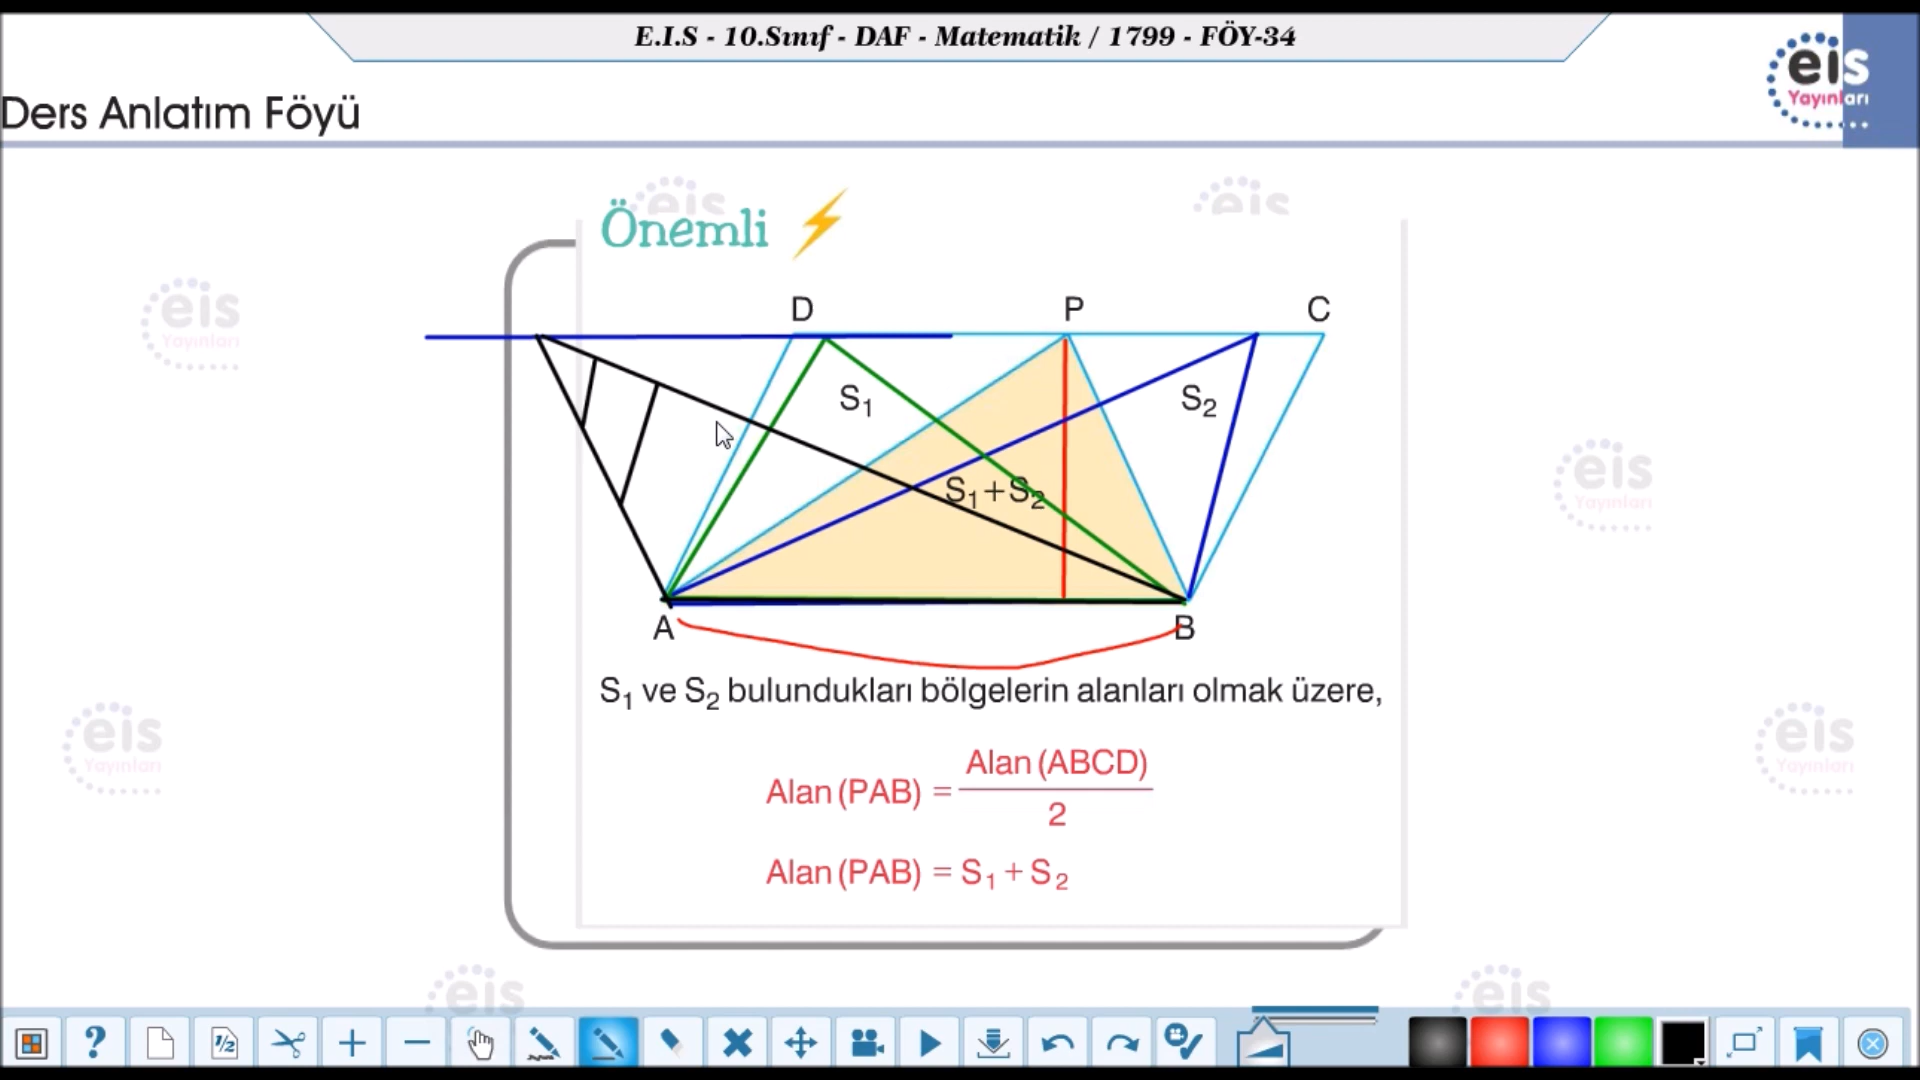 E.I.S - 10.Sınıf - DAF - Matematik / 1799 - FÖY-34
eis
Yayınları
Ders Anlatım Föyü
Önemli
D P C
S₁ S₂
S₁+S₂
A B
S₁ ve S₂ bulundukları bölgelerin alanları olmak üzere,
Alan (PAB) = Alan (ABCD) / 2
Alan (PAB) = S₁ + S₂